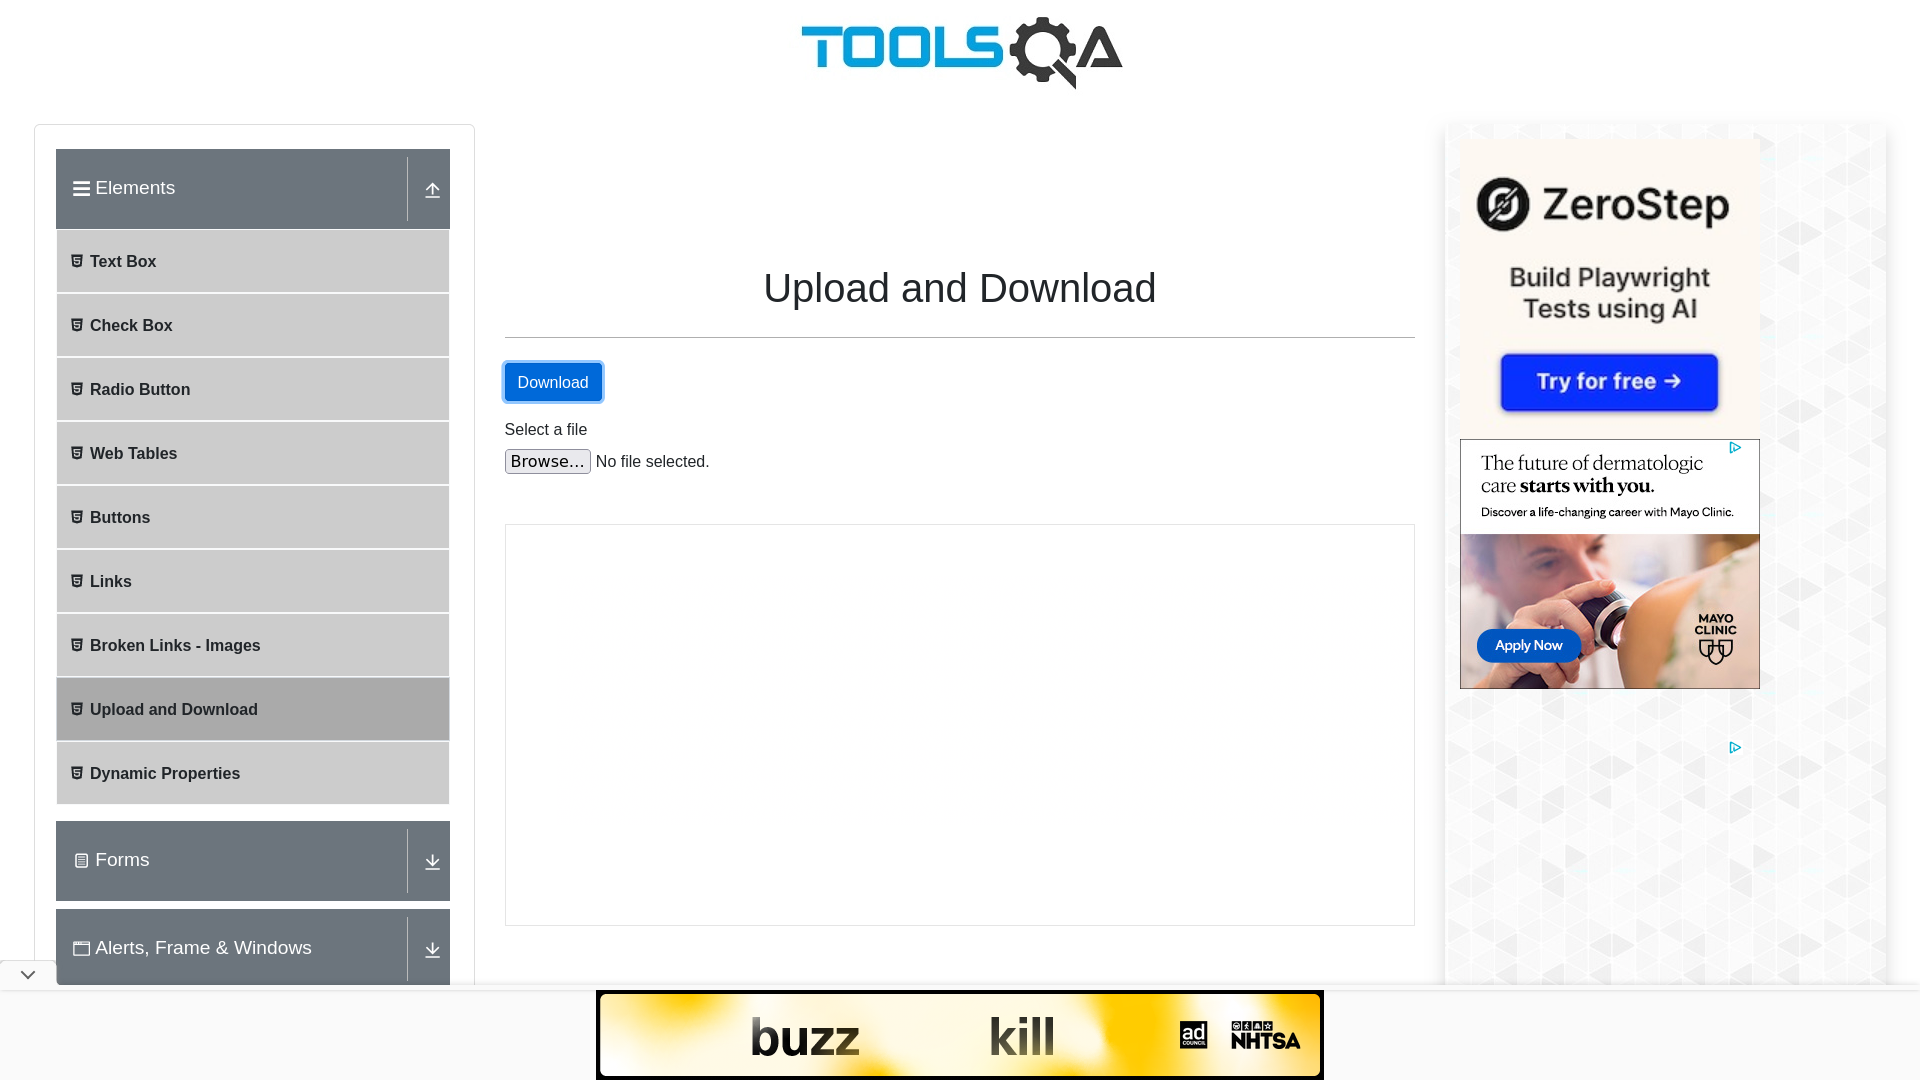 TOOLSQA
Elements
Text Box
Check Box
Radio Button
Web Tables
Buttons
Links
Broken Links - Images
Upload and Download
Dynamic Properties
Forms
Alerts, Frame & Windows
Upload and Download
Download
Select a file
Browse... No file selected.
ZeroStep
Build Playwright
Tests using AI
Try for free →
The future of dermatologic
care starts with you.
Discover a life-changing career with Mayo Clinic.
MAYO
CLINIC
Apply Now
buzz kill
ad
COUNCIL
NHTSA